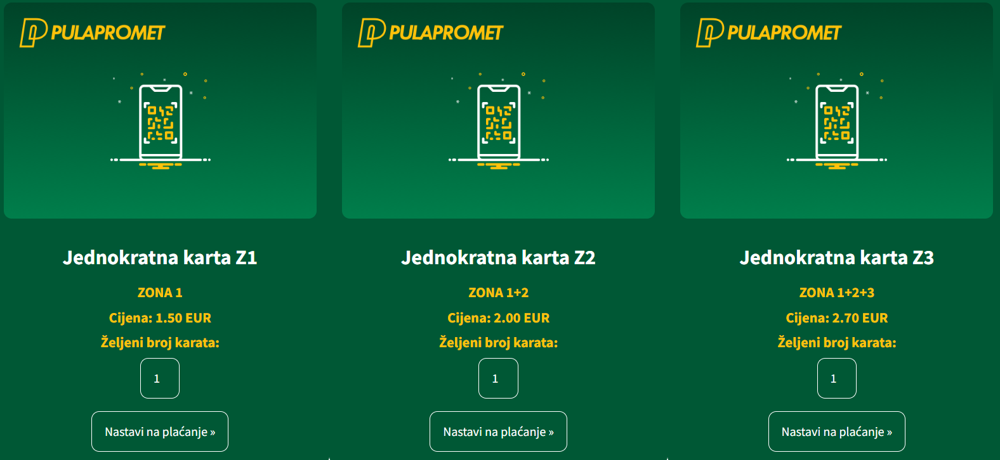 PULAPROMET
Jednokratna karta Z1
ZONA 1
Cijena: 1.50 EUR
Željeni broj karata:
1
Nastavi na plaćanje »
PULAPROMET
Jednokratna karta Z2
ZONA 1+2
Cijena: 2.00 EUR
Željeni broj karata:
1
Nastavi na plaćanje »
PULAPROMET
Jednokratna karta Z3
ZONA 1+2+3
Cijena: 2.70 EUR
Željeni broj karata:
1
Nastavi na plaćanje »